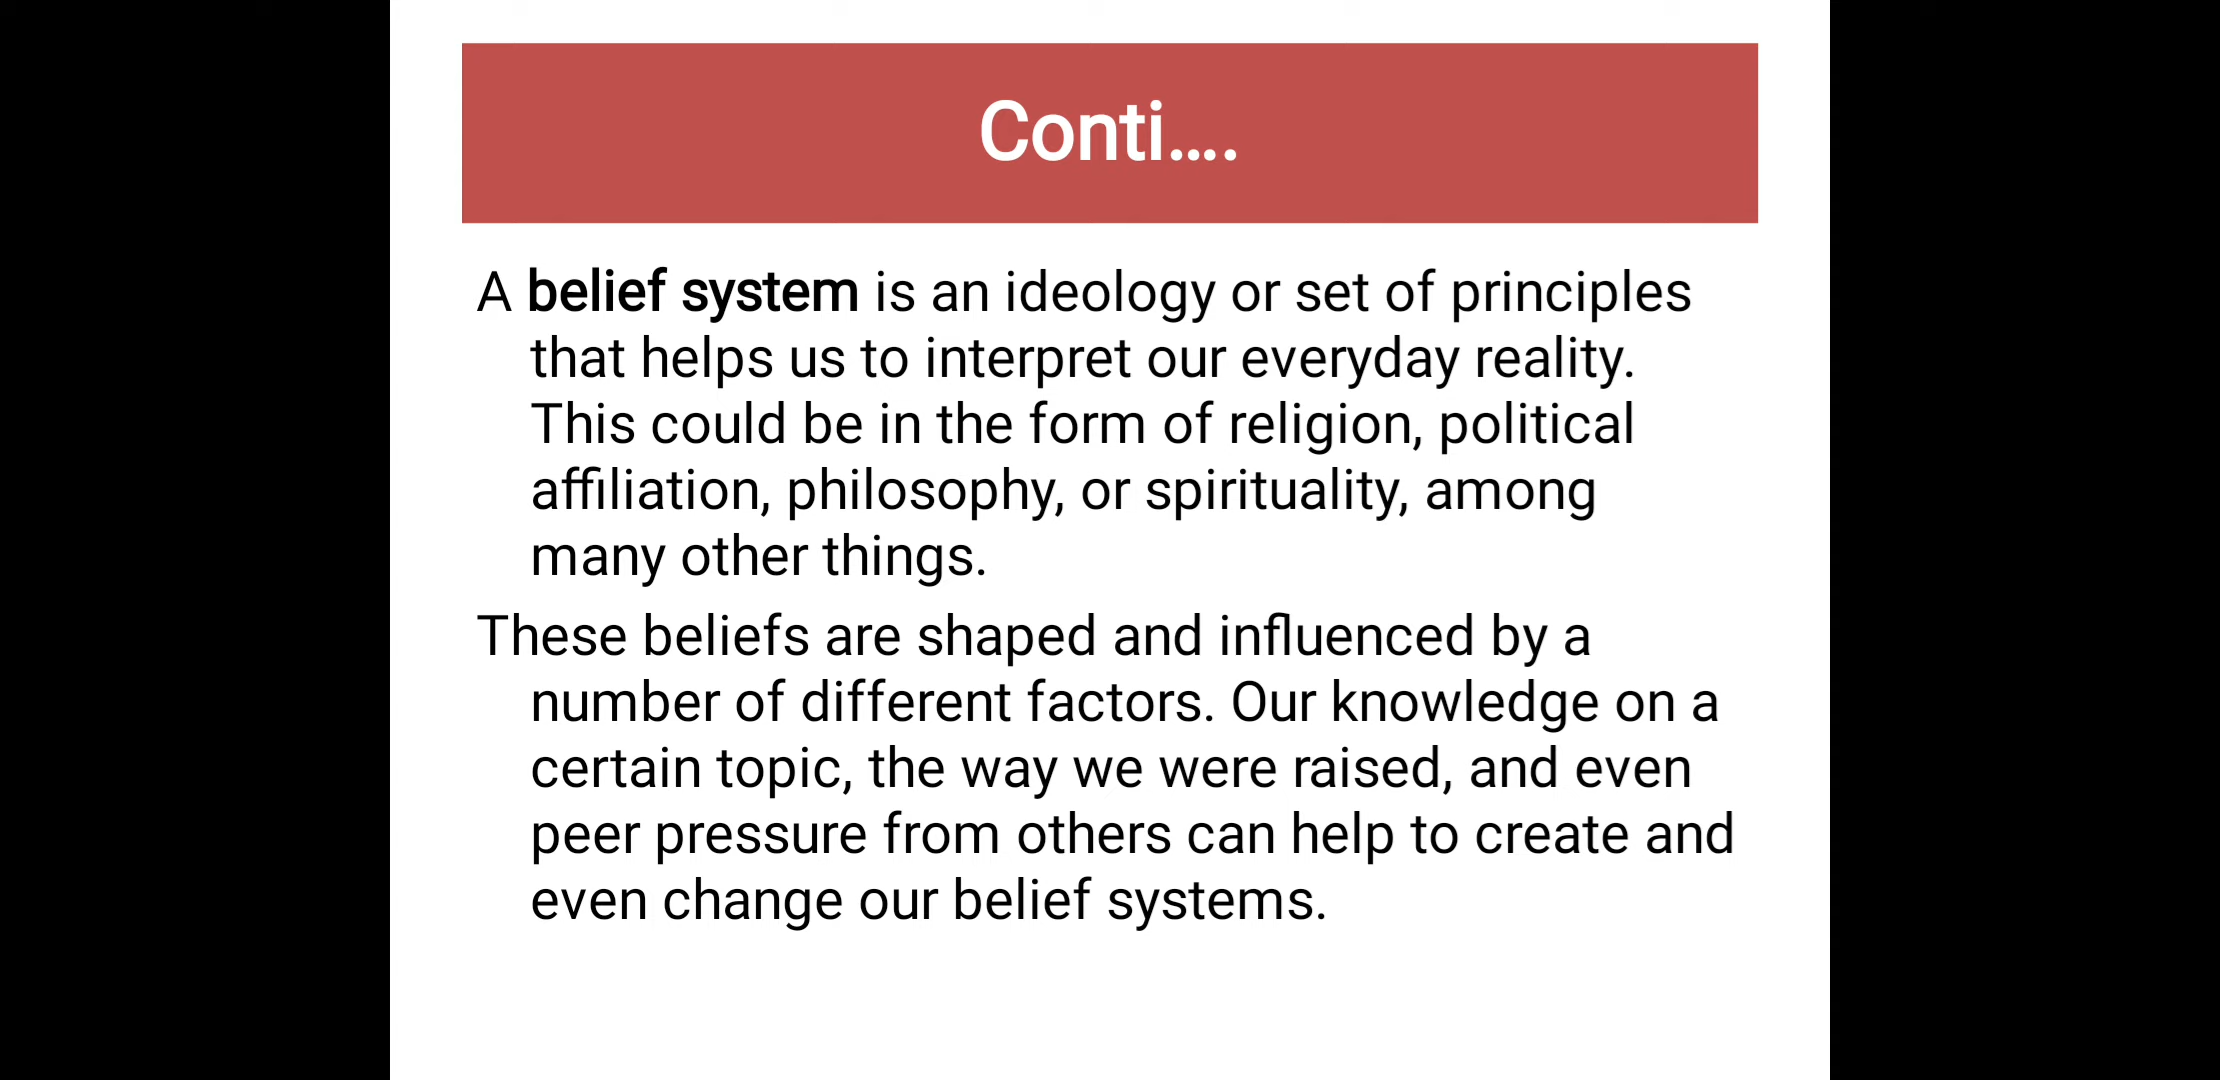 Conti….
A belief system is an ideology or set of principles
that helps us to interpret our everyday reality.
This could be in the form of religion, political
affiliation, philosophy, or spirituality, among
many other things.
These beliefs are shaped and influenced by a
number of different factors. Our knowledge on a
certain topic, the way we were raised, and even
peer pressure from others can help to create and
even change our belief systems.